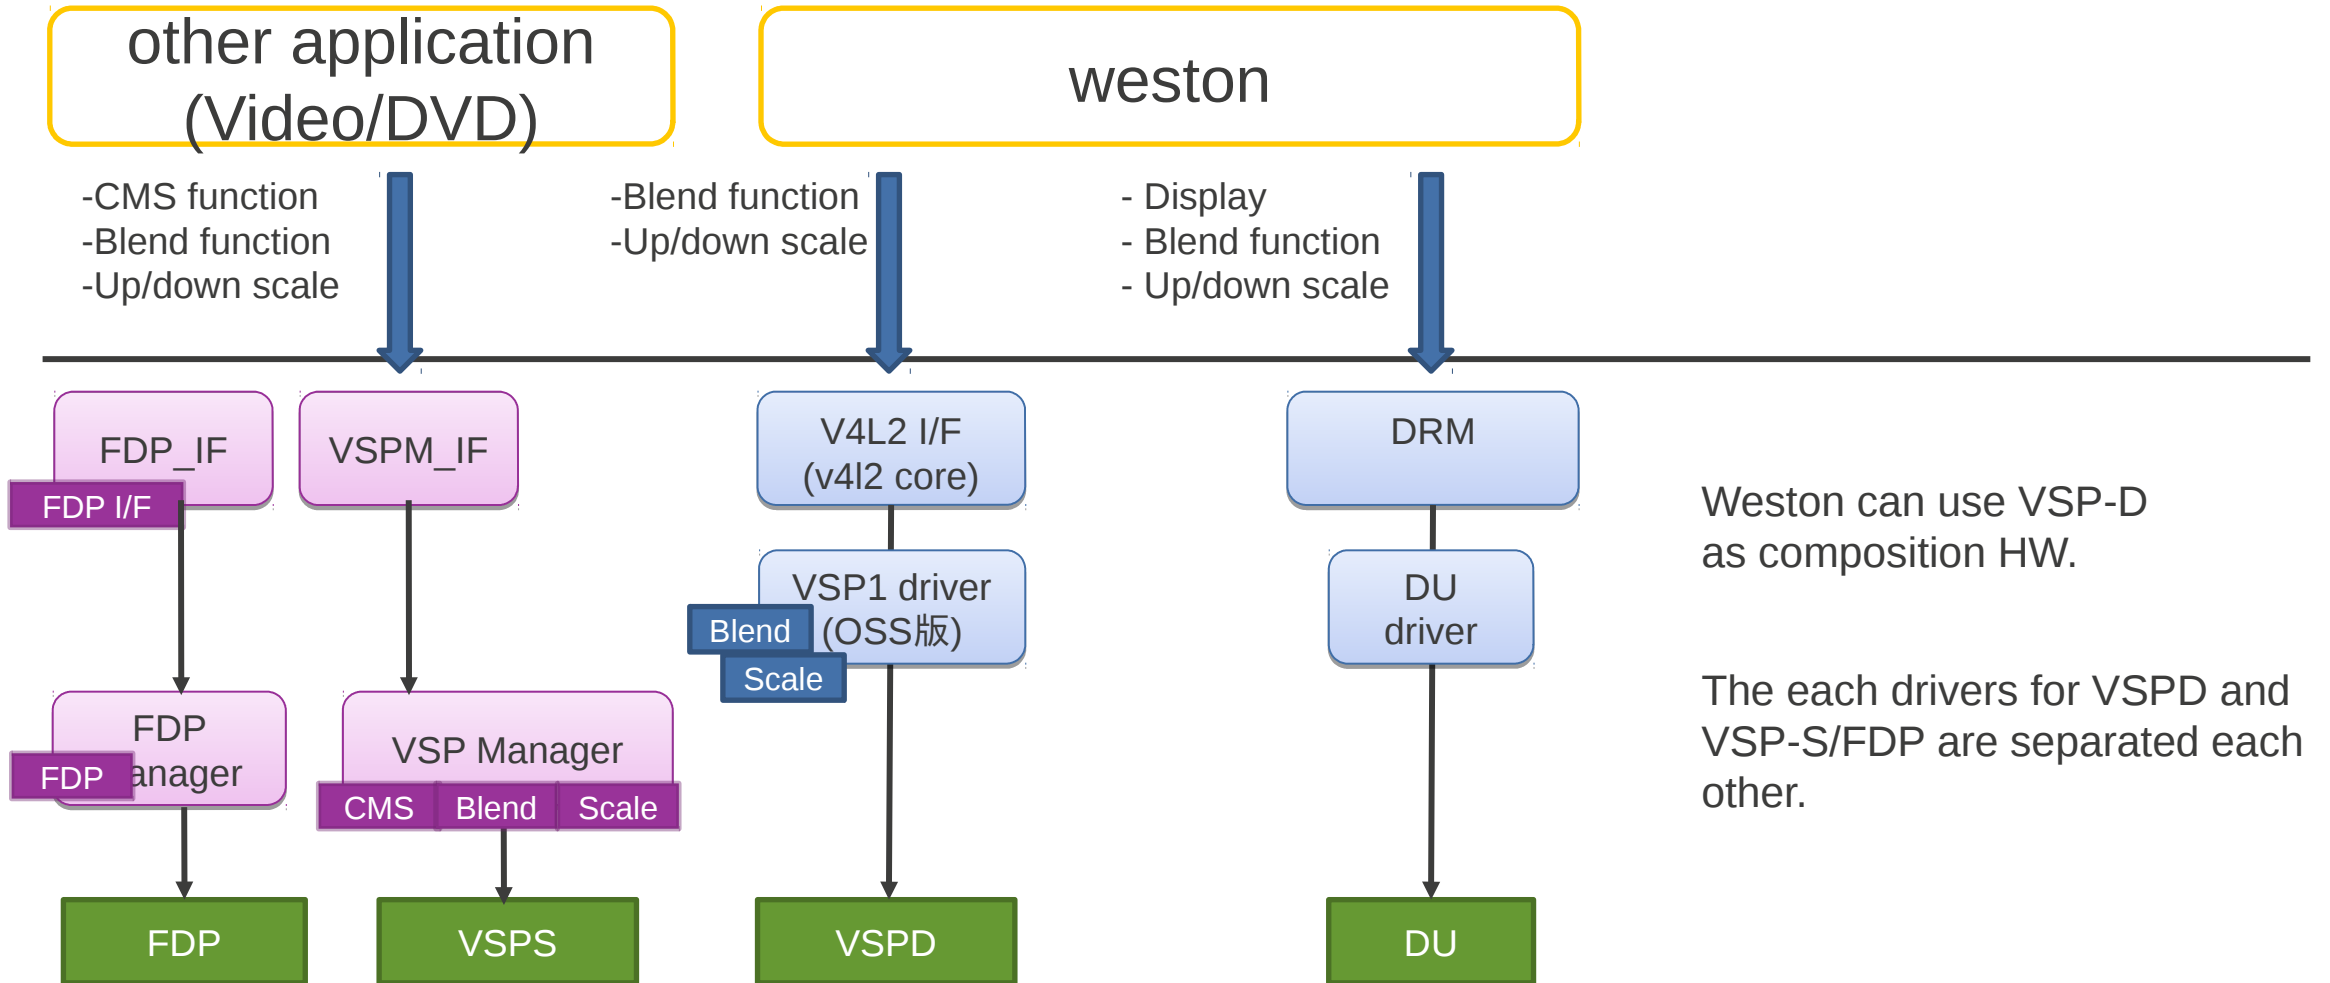 other application
(Video/DVD)
weston
-CMS function
-Blend function
-Up/down scale
-Blend function
-Up/down scale
- Display
- Blend function
- Up/down scale
FDP_IF
FDP I/F
VSPM_IF
V4L2 I/F
(v4l2 core)
DRM
VSP1 driver
(OSS版)
Blend
Scale
DU
driver
Weston can use VSP-D
as composition HW.
The each drivers for VSPD and
VSP-S/FDP are separated each
other.
FDP
anager
FDP
VSP Manager
CMS
Blend
Scale
FDP
VSPS
VSPD
DU